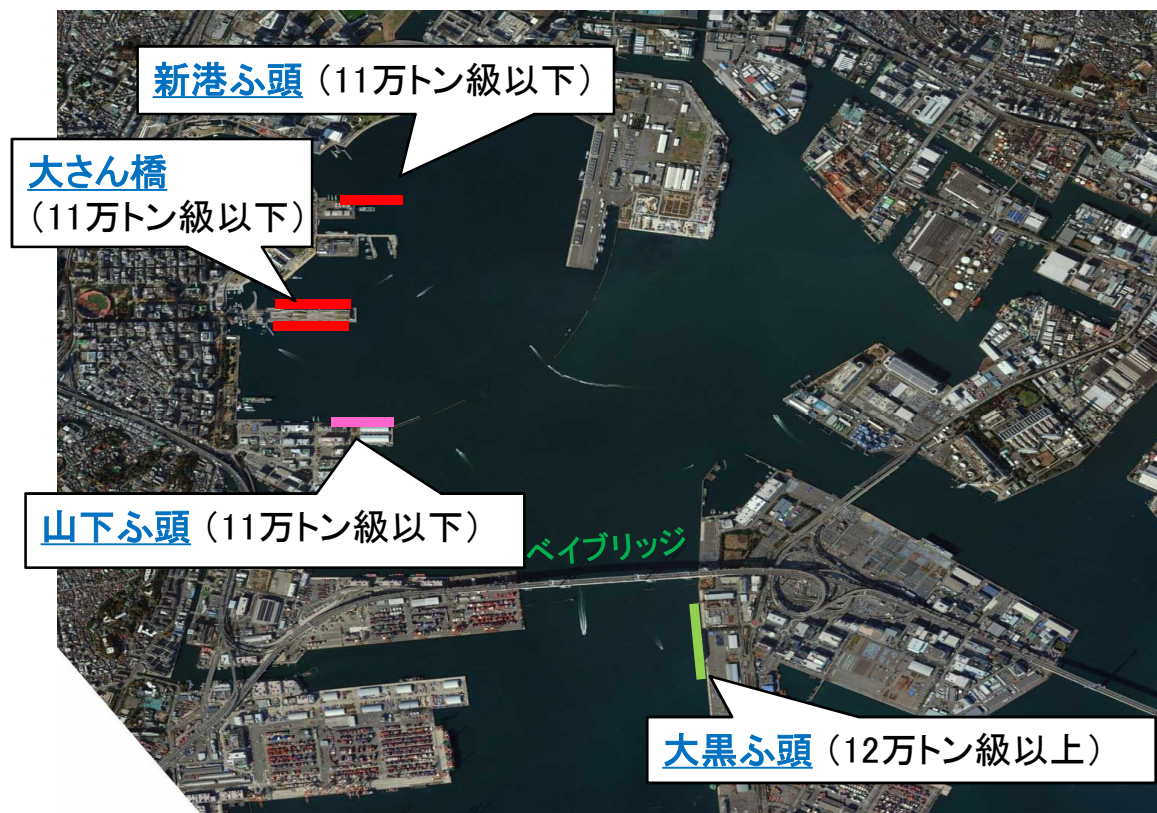 新港ふ頭（11万トン級以下）
大さん橋
（11万トン級以下）
山下ふ頭（11万トン級以下）
ベイブリッジ
大黒ふ頭（12万トン級以上）